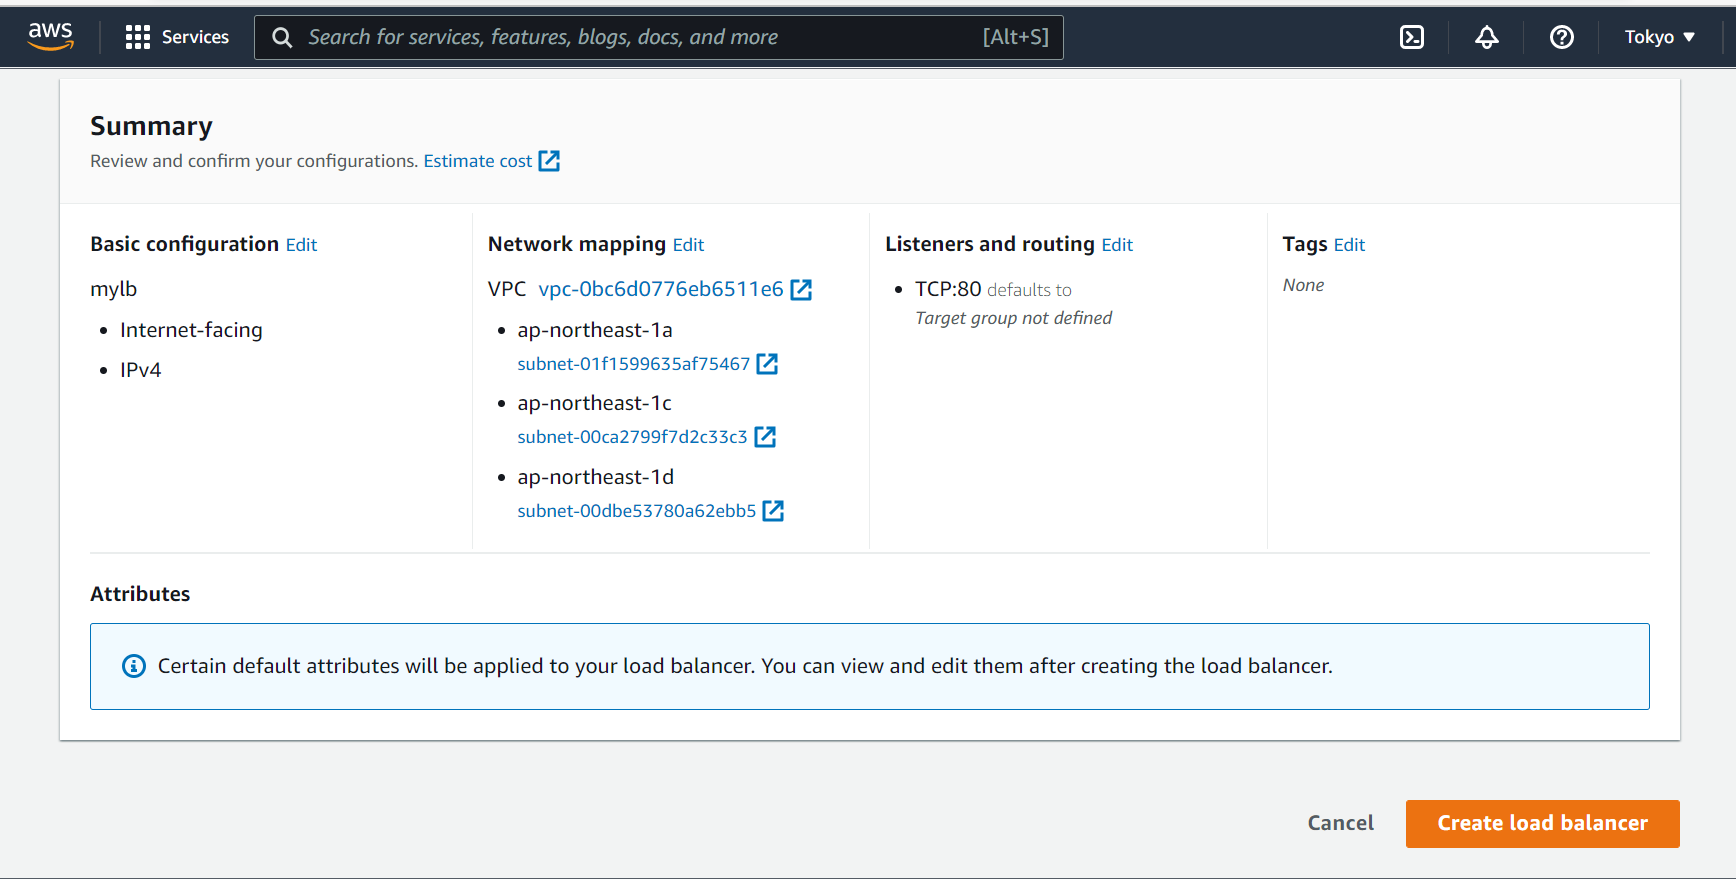 aws
Services
Search for services, features, blogs, docs, and more [Alt+S]
Tokyo
Summary
Review and confirm your configurations. Estimate cost
Basic configuration Edit
mylb
Internet-facing
IPv4
Network mapping Edit
VPC vpc-0bc6d0776eb6511e6
ap-northeast-1a
subnet-01f1599635af75467
ap-northeast-1c
subnet-00ca2799f7d2c33c3
ap-northeast-1d
subnet-00dbe53780a62ebb5
Listeners and routing Edit
TCP:80 defaults to
Target group not defined
Tags Edit
None
Attributes
Certain default attributes will be applied to your load balancer. You can view and edit them after creating the load balancer.
Cancel
Create load balancer